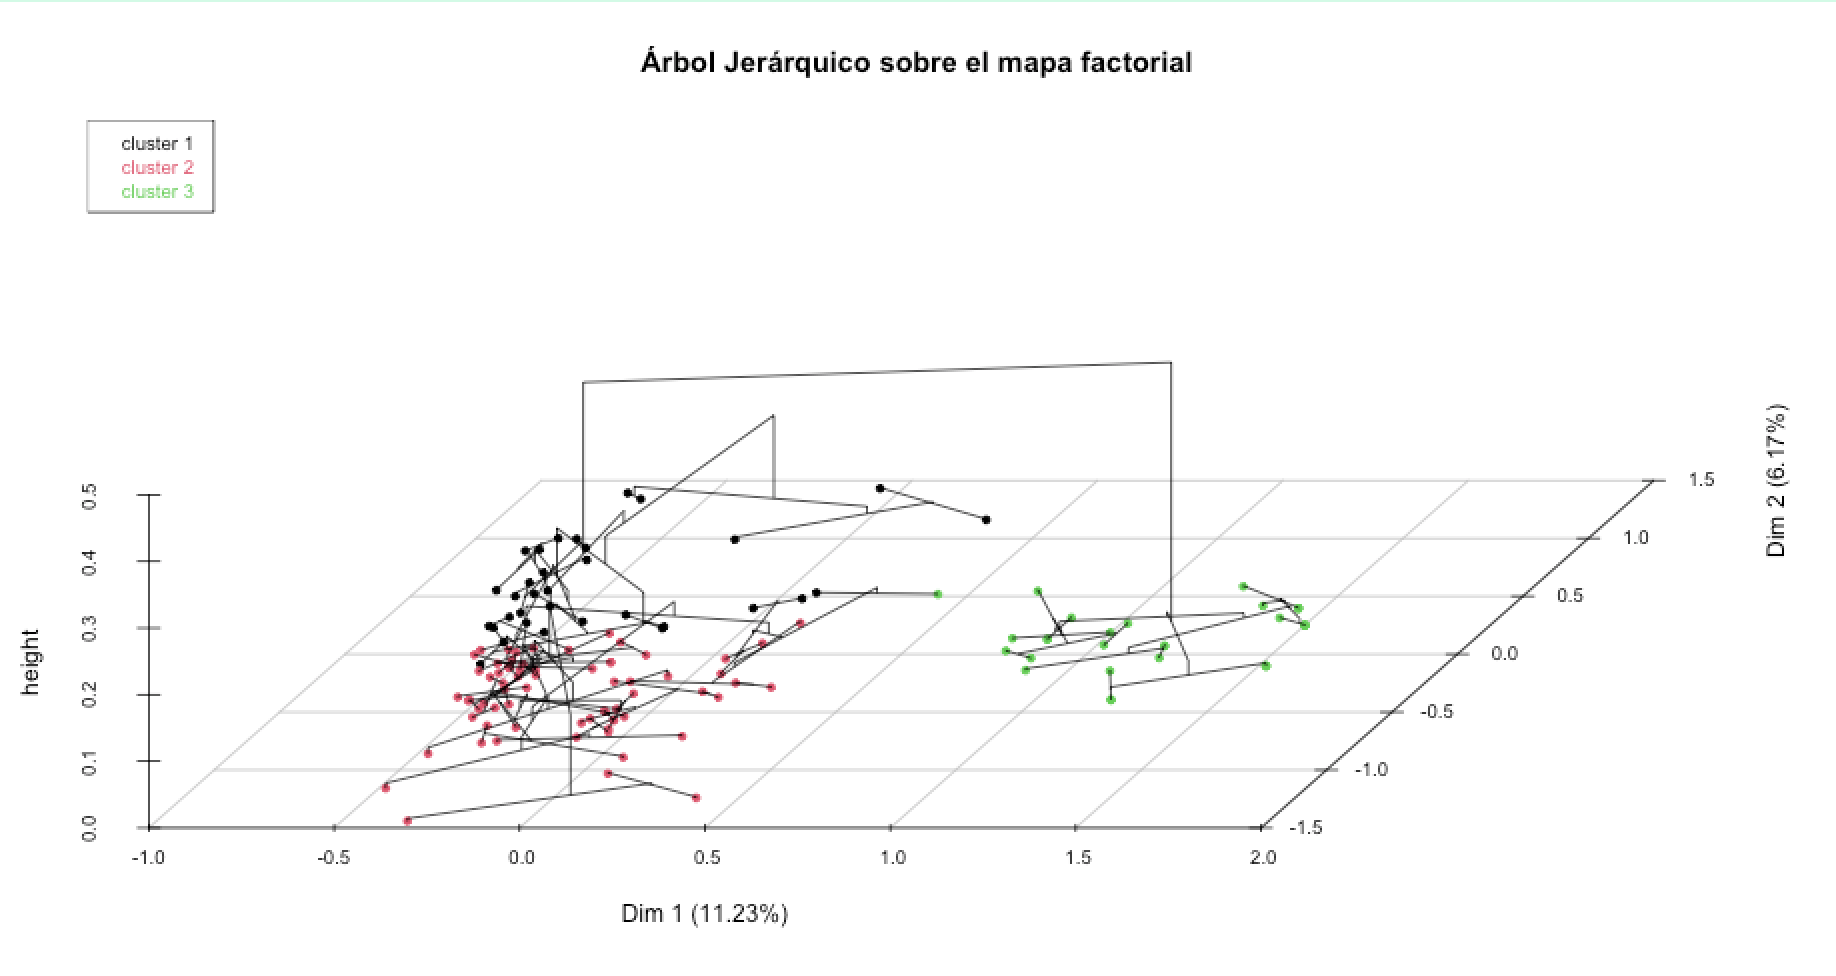 Árbol Jerárquico sobre el mapa factorial
cluster 1
cluster 2
cluster 3
height
0.5
0.4
0.3
0.2
0.1
0.0
1.5
1.0
0.5
0.0
-0.5
-1.0
-1.5
Dim 2 (6.17%)
-1.0 -0.5 0.0 0.5 1.0 1.5 2.0
Dim 1 (11.23%)